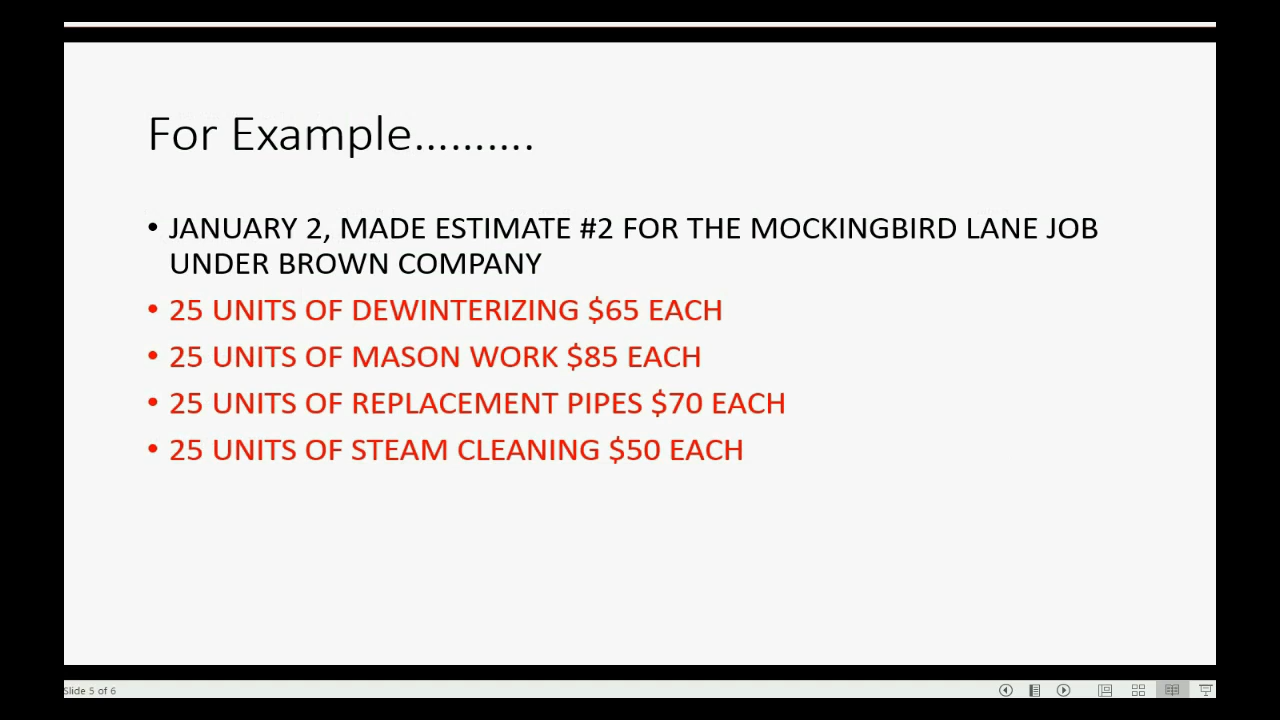 For Example..........
• JANUARY 2, MADE ESTIMATE #2 FOR THE MOCKINGBIRD LANE JOB
UNDER BROWN COMPANY
• 25 UNITS OF DEWINTERIZING $65 EACH
• 25 UNITS OF MASON WORK $85 EACH
• 25 UNITS OF REPLACEMENT PIPES $70 EACH
• 25 UNITS OF STEAM CLEANING $50 EACH
Slide 5 of 6